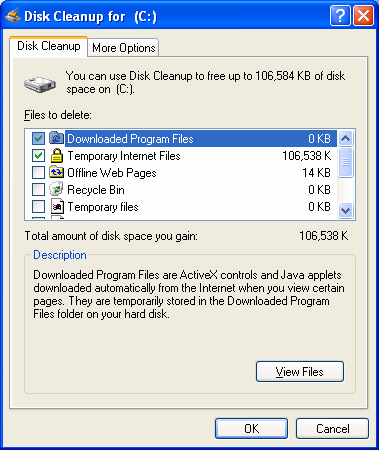 Disk Cleanup for (C:)
Disk Cleanup
More Options
You can use Disk Cleanup to free up to 106,584 KB of disk
space on (C:).
Files to delete:
Downloaded Program Files 0 KB
Temporary Internet Files 106,538 K
Offline Web Pages 14 KB
Recycle Bin 0 KB
Temporary files 0 KB
Total amount of disk space you gain: 106,538 K
Description
Downloaded Program Files are ActiveX controls and Java applets
downloaded automatically from the Internet when you view certain
pages. They are temporarily stored in the Downloaded Program
Files folder on your hard disk.
View Files
OK
Cancel